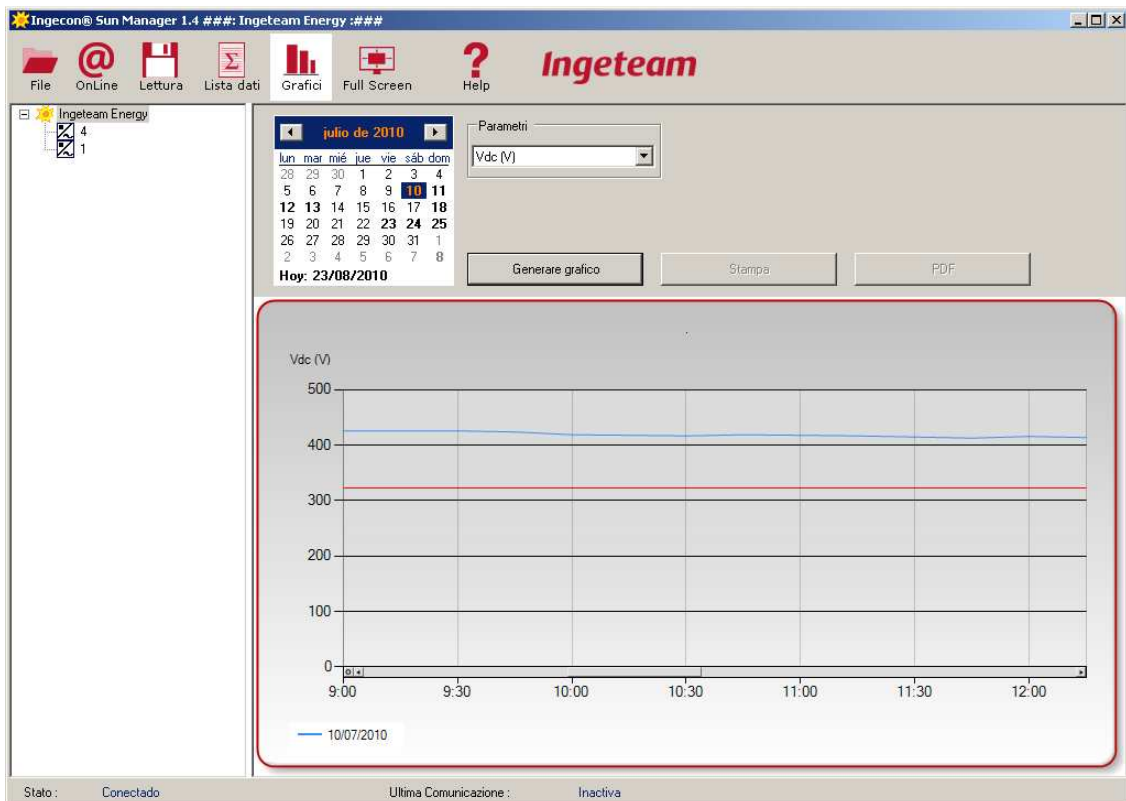 Ingecon® Sun Manager 1.4 ###: Ingeteam Energy :###
File OnLine Lettura Lista dati Grafici Full Screen Help Ingeteam
Ingeteam Energy
4
1
julio de 2010
lun mar mié jue vie sáb dom
28 29 30 1 2 3 4
5 6 7 8 9 10 11
12 13 14 15 16 17 18
19 20 21 22 23 24 25
26 27 28 29 30 31 1
2 3 4 5 6 7 8
Hoy: 23/08/2010
Parametri
Vdc (V)
Generare grafico Stampa PDF
Vdc (V)
500
400
300
200
100
0
9:00 9:30 10:00 10:30 11:00 11:30 12:00
10/07/2010
Stato : Conectado Ultima Comunicazione : Inactiva